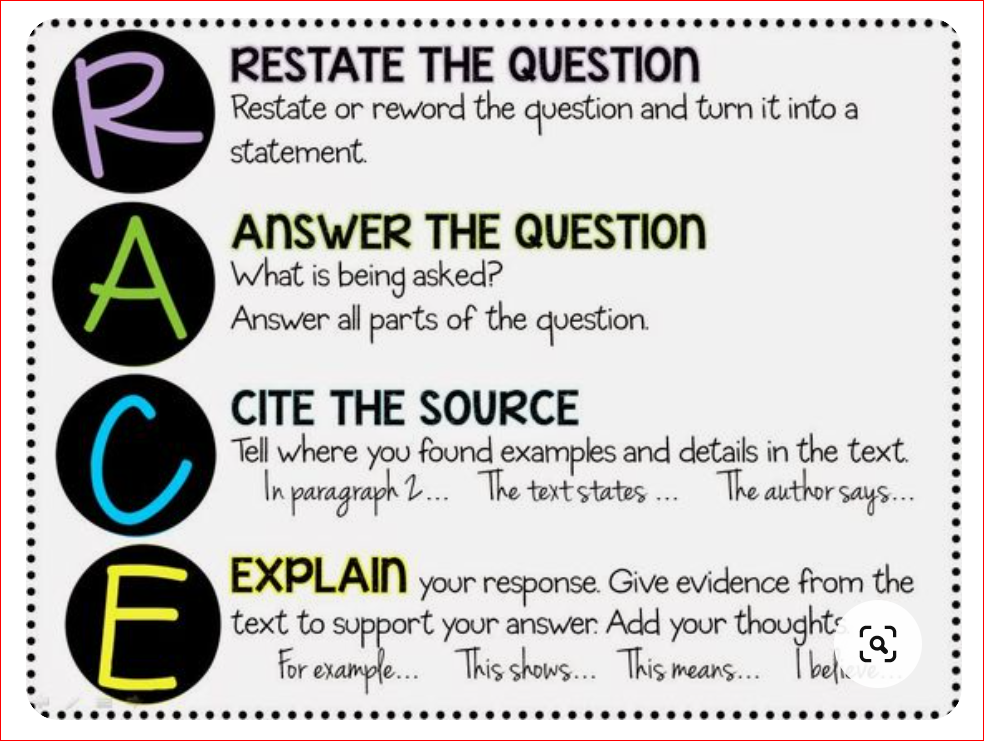 R
RESTATE THE QUESTION
Restate or reword the question and turn it into a
statement.
A
ANSWER THE QUESTION
What is being asked?
Answer all parts of the question.
C
CITE THE SOURCE
Tell where you found examples and details in the text.
In paragraph 2... The text states ... The author says...
E
EXPLAIN your response. Give evidence from the
text to support your answer. Add your thoughts
For example... This shows... This means... I believe...